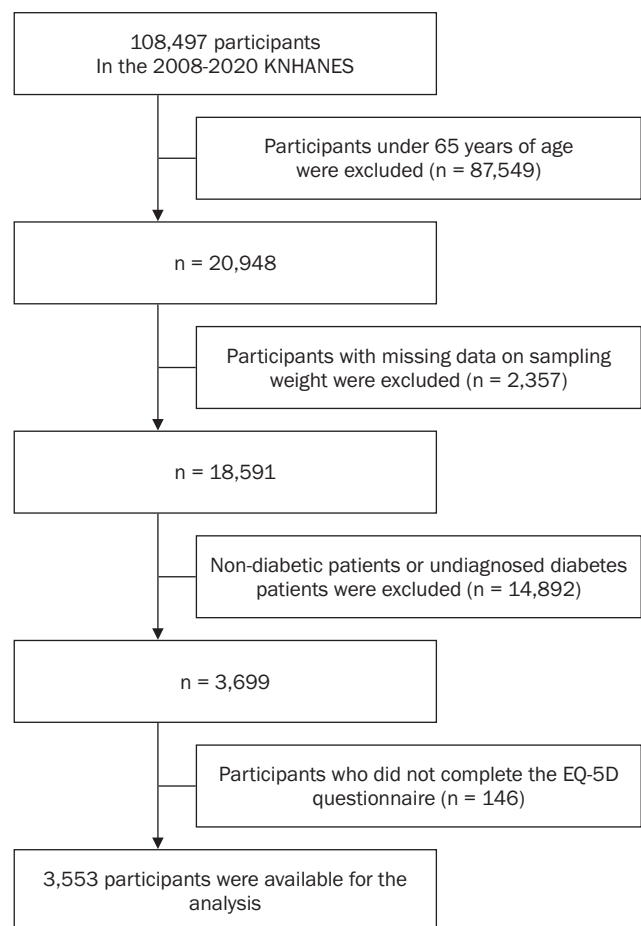 108,497 participants
In the 2008-2020 KNHANES
Participants under 65 years of age
were excluded (n = 87,549)
n = 20,948
Participants with missing data on sampling
weight were excluded (n = 2,357)
n = 18,591
Non-diabetic patients or undiagnosed diabetes
patients were excluded (n = 14,892)
n = 3,699
Participants who did not complete the EQ-5D
questionnaire (n = 146)
3,553 participants were available for the
analysis